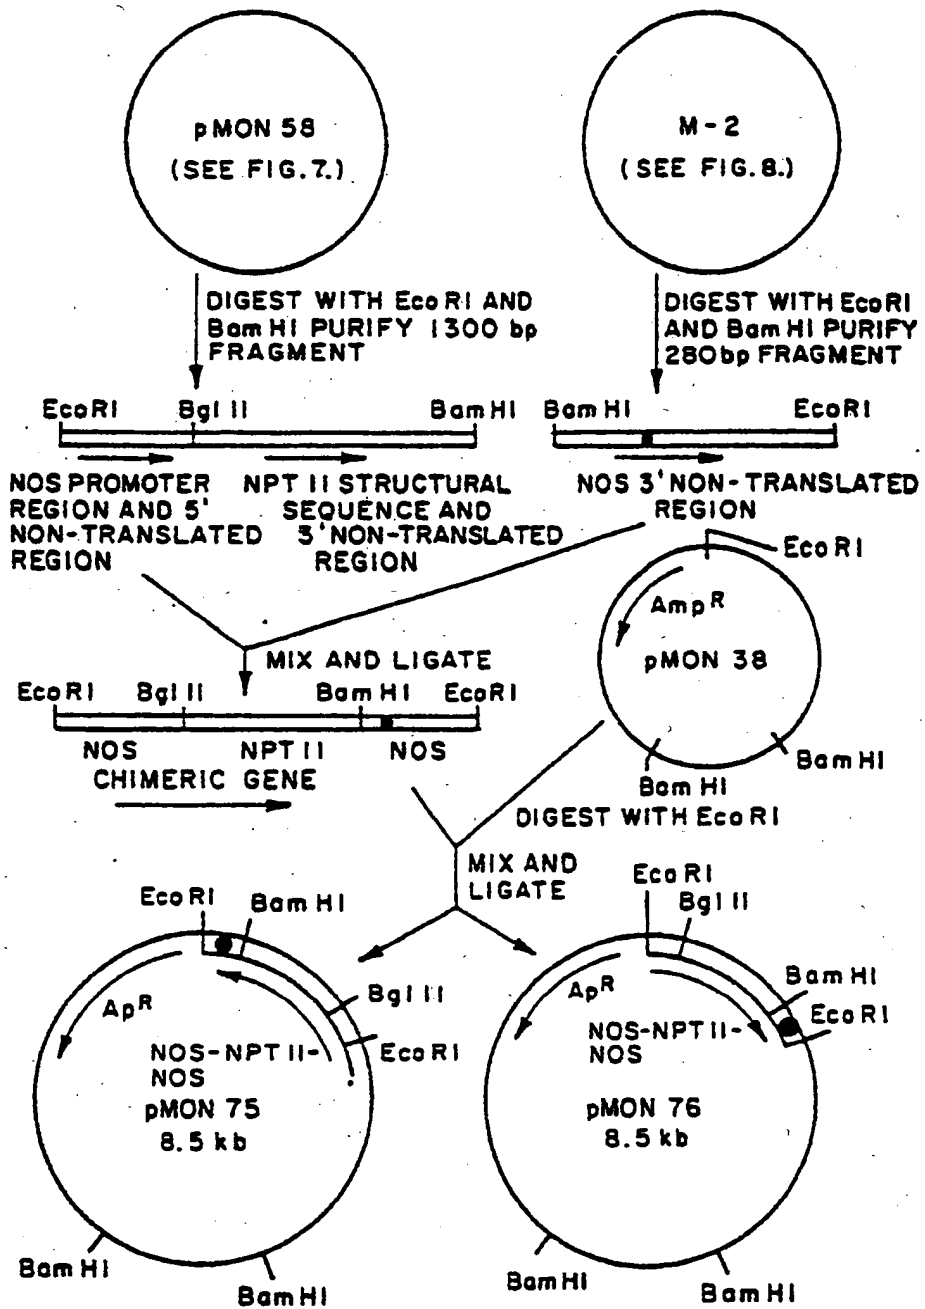 pMON 58
(SEE FIG. 7.)
M-2
(SEE FIG. 8.)
DIGEST WITH EcoRI AND
BamHI PURIFY 1300 bp
FRAGMENT
DIGEST WITH EcoRI
AND BamHI PURIFY
280bp FRAGMENT
EcoRI
BglII
BamHI
BamHI
EcoRI
NOS PROMOTER
REGION AND 5'
NON-TRANSLATED
REGION
NPT II STRUCTURAL
SEQUENCE AND
3'NON-TRANSLATED
REGION
NOS 3'NON-TRANSLATED
REGION
EcoRI
AmpR
pMON 38
BamHI
BamHI
MIX AND LIGATE
EcoRI
BglII
BamHI
EcoRI
NOS
NPT II
NOS
CHIMERIC GENE
DIGEST WITH EcoRI
MIX AND
LIGATE
EcoRI
BamHI
BglII
EcoRI
ApR
NOS-NPT II-
NOS
pMON 75
8.5 kb
BamHI
BamHI
EcoRI
BglII
BamHI
EcoRI
ApR
NOS-NPT II-
NOS
pMON 76
8.5 kb
BamHI
BamHI